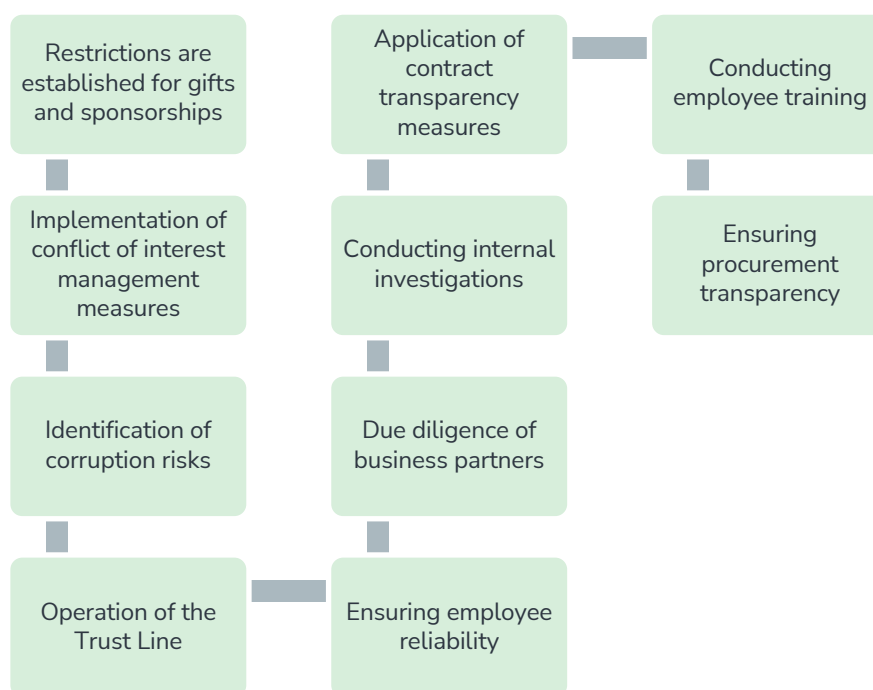 Restrictions are
established for gifts
and sponsorships
Implementation of
conflict of interest
management
measures
Identification of
corruption risks
Operation of the
Trust Line
Ensuring employee
reliability
Due diligence of
business partners
Conducting internal
investigations
Application of
contract
transparency
measures
Conducting
employee training
Ensuring
procurement
transparency